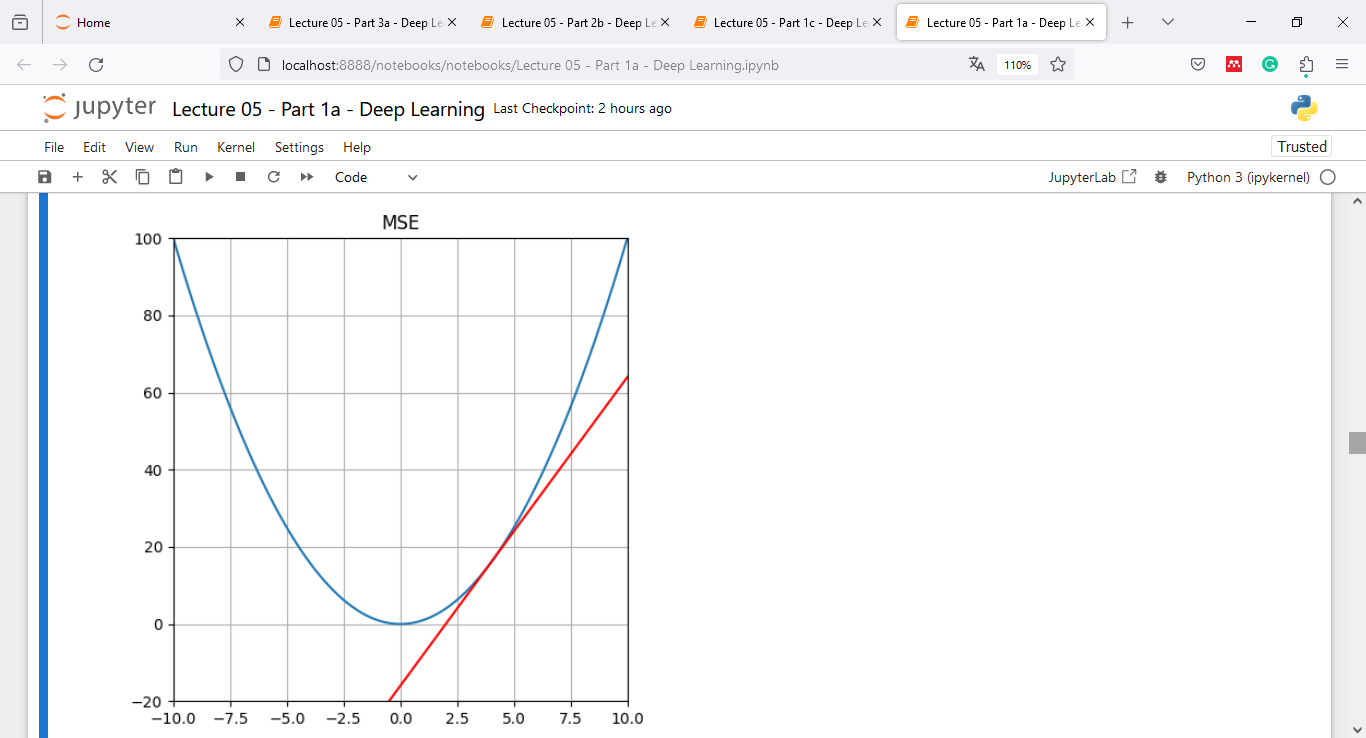 Home
Lecture 05 - Part 3a - Deep Le
Lecture 05 - Part 2b - Deep Le
Lecture 05 - Part 1c - Deep Le
Lecture 05 - Part 1a - Deep Le
localhost:8888/notebooks/notebooks/Lecture 05 - Part 1a - Deep Learning.ipynb
110%
jupyter Lecture 05 - Part 1a - Deep Learning Last Checkpoint: 2 hours ago
File Edit View Run Kernel Settings Help Trusted
Code JupyterLab Python 3 (ipykernel)
MSE
100
80
60
40
20
0
−20
−10.0 −7.5 −5.0 −2.5 0.0 2.5 5.0 7.5 10.0